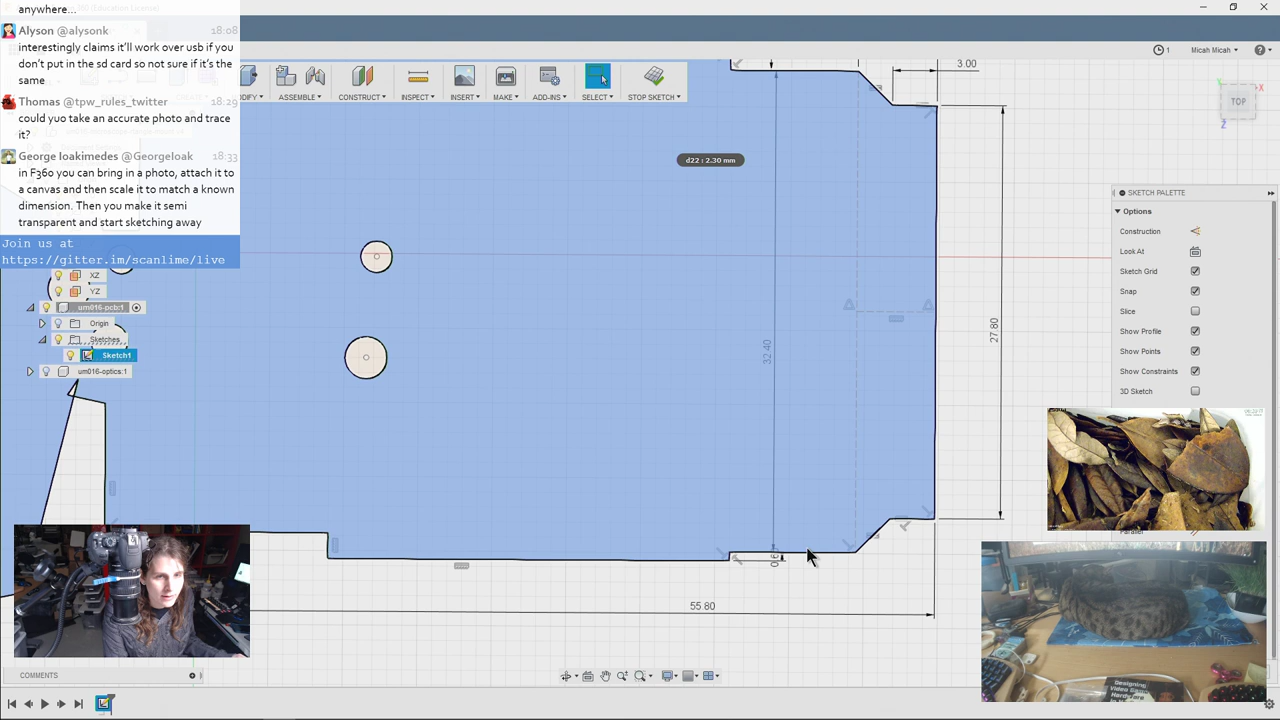 anywhere...
Alyson @alysonk 18:08
interestingly claims it'll work over usb if you
don't put in the sd card so not sure if it's the
same
Thomas @tpw_rules_twitter 18:29
could you take an accurate photo and trace
it?
George Ioakimedes @Georgeloak 18:33
in F360 you can bring in a photo, attach it
to a canvas and then scale it to match a known
dimension. Then you make it semi
transparent and start sketching away
Join us at
https://gitter.im/scanlime/live
1
Micah Micah
ASSEMBLE
CONSTRUCT
INSPECT
INSERT
MAKE
ADD-INS
SELECT
STOP SKETCH
3.00
TOP
X
Y
Z
d22 : 2.30 mm
32.40
27.80
55.80
SKETCH PALETTE
Options
Construction
Look At
Sketch Grid
Snap
Slice
Show Profile
Show Points
Show Constraints
3D Sketch
Parallel
XZ
YZ
um016-pcb:1
Origin
Sketches
Sketch1
um016-optics:1
Designing
Video Game
Hardware
COMMENTS